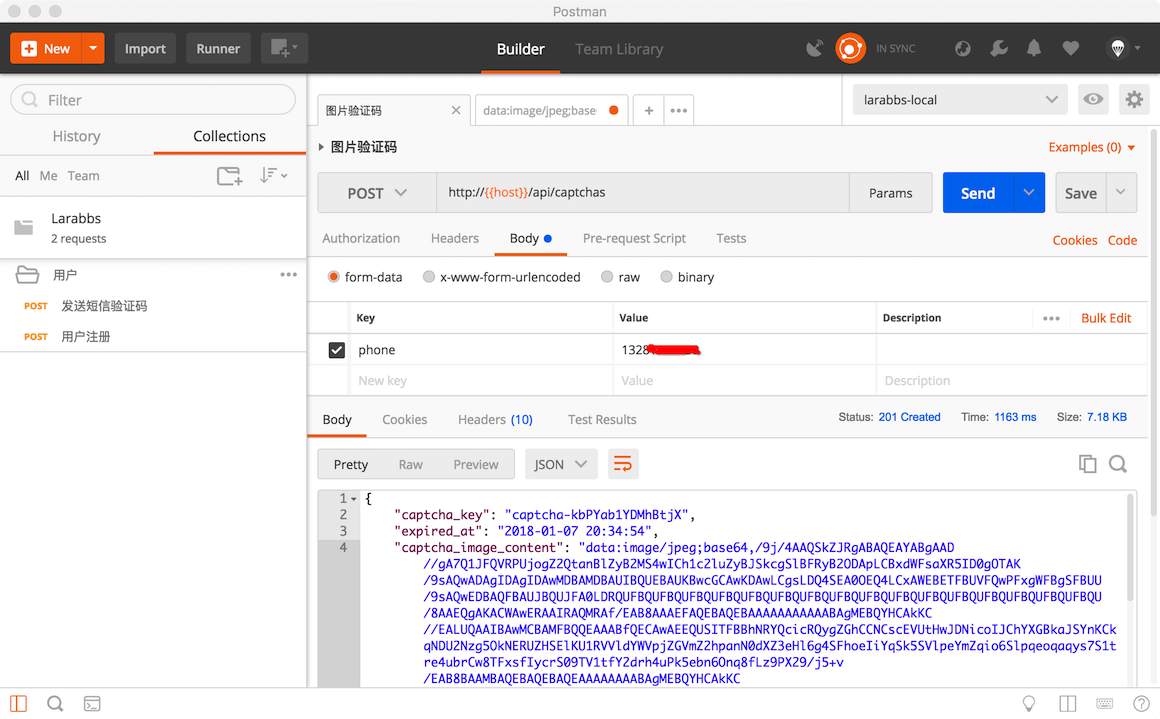 Postman
New
Import
Runner
Builder
Team Library
IN SYNC
Filter
History
Collections
All Me Team
Larabbs
2 requests
用户
POST 发送短信验证码
POST 用户注册
图片验证码
data:image/jpeg;base
larabbs-local
图片验证码
Examples (0)
POST
http://{{host}}/api/captchas
Params
Send
Save
Authorization
Headers
Body
Pre-request Script
Tests
Cookies Code
form-data
x-www-form-urlencoded
raw
binary
Key Value Description
Bulk Edit
phone 1328
New key Value Description
Body
Cookies
Headers (10)
Test Results
Status: 201 Created Time: 1163 ms Size: 7.18 KB
Pretty Raw Preview
JSON
1 {
2 "captcha_key": "captcha-kbPYab1YDMhBtjX",
3 "expired_at": "2018-01-07 20:34:54",
4 "captcha_image_content": "data:image/jpeg;base64,/9j/4AAQSkZJRgABAQEAYABgAAD
//gA7Q1JFQVRPUjogZ2QtanBlZyB2MS4wICh1c2luZyBJSkcgSlBFRyB2ODApLCBxdWFsaXR5ID0gOTAK
/9sAQwADAgIDAgIDAwMDBAMDBAUIBQUEBAUKBwcGCAwKDAwLCgsLDQ4SEA0OEQ4LCxAWEBETFBUVFQwPFxgWFBgSFBUU
/9sAQwEDBAQFBAUJBQUJFA0LDRQUFBQUFBQUFBQUFBQUFBQUFBQUFBQUFBQUFBQUFBQUFBQUFBQUFBQUFBQUFBQUFBQU
/8AAEQgAKACWAwERAAIRAQMRAf/EAB8AAAEFAQEBAQEBAAAAAAAAAAABAgMEBQYHCAkKC
//EALUQAAIBAwMCBAMFBQQEAAABfQECAwAEEQUSITFBBhNRYQcicRQygZGhCCNCscEVUtHwJDNicoIJChYXGBkaJSYnKCk
qNDU2Nzg5OkNERUZHSElKU1RVVldYWVpjZGVmZ2hpanN0dXZ3eHl6g4SFhoeIiYqSk5SVlpeYmZqio6Slpqeoqaqys7S1t
re4ubrCw8TFxsfIycrS09TV1tfY2drh4uPk5ebn6Onq8fLz9PX29/j5+v
/EAB8BAAMBAQEBAQEBAQEAAAAAAAABAgMEBQYHCAkKC